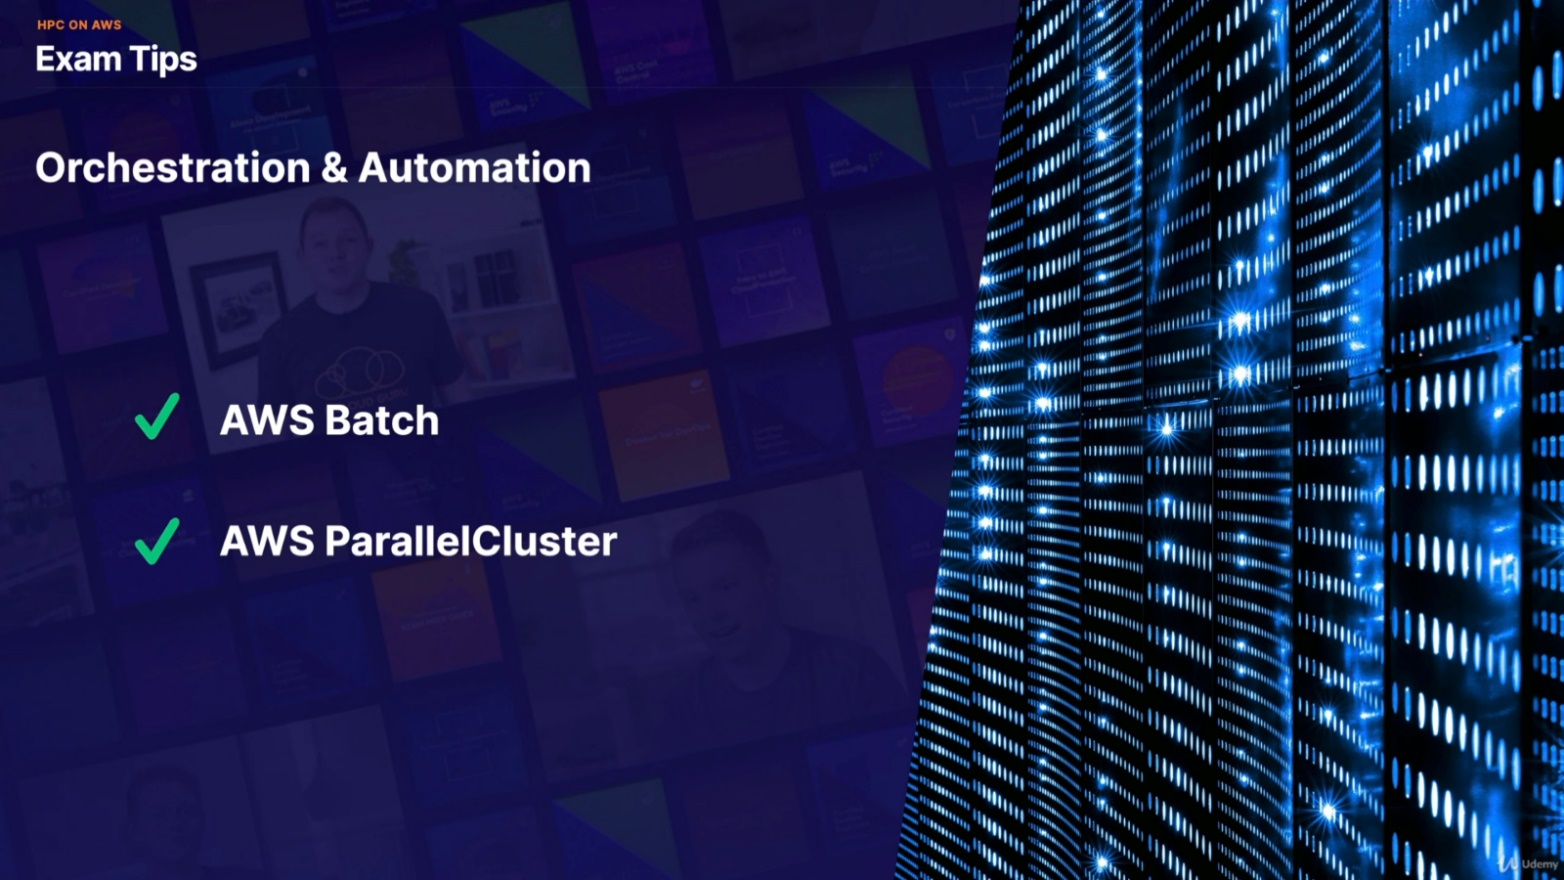 HPC ON AWS
Exam Tips
Orchestration & Automation
AWS Batch
AWS ParallelCluster
Udemy